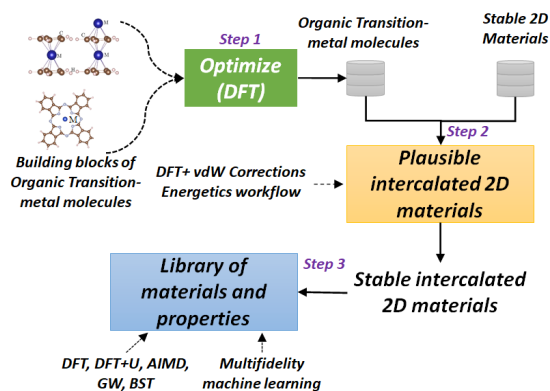 Step 1
Optimize
(DFT)
Organic Transition-
metal molecules
Stable 2D
Materials
M
M
M
C
C
H
M
Building blocks of
Organic Transition-
metal molecules
Step 2
DFT+ vdW Corrections
Energetics workflow
Plausible
intercalated 2D
materials
Step 3
Library of
materials and
properties
Stable intercalated
2D materials
DFT, DFT+U, AIMD,
GW, BST
Multifidelity
machine learning